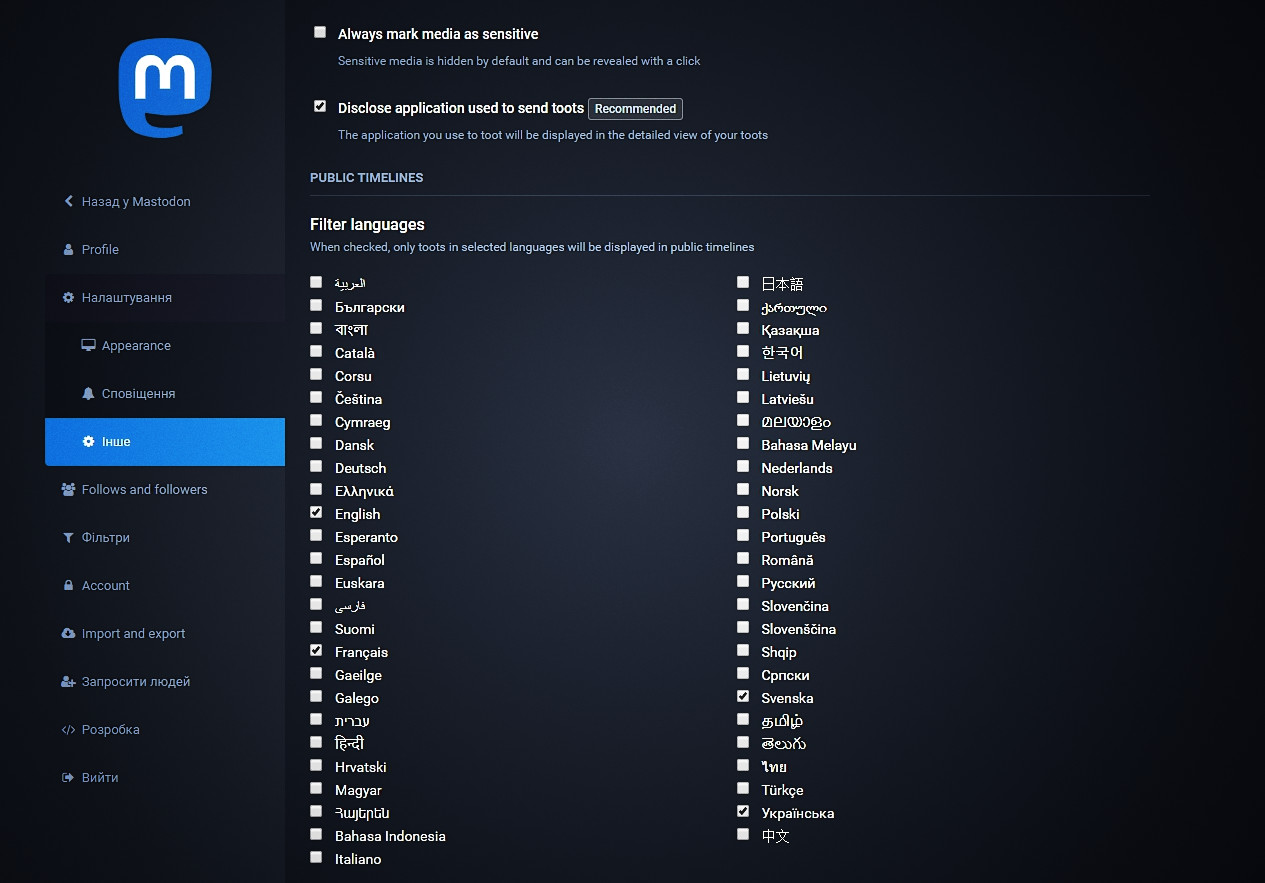 Always mark media as sensitive
Sensitive media is hidden by default and can be revealed with a click
Disclose application used to send toots Recommended
The application you use to toot will be displayed in the detailed view of your toots
PUBLIC TIMELINES
Filter languages
When checked, only toots in selected languages will be displayed in public timelines
Назад у Mastodon
Profile
Налаштування
Appearance
Сповіщення
Інше
Follows and followers
Фільтри
Account
Import and export
Запросити людей
Розробка
Вийти
العربية
Български
বাংলা
Català
Corsu
Čeština
Cymraeg
Dansk
Deutsch
Ελληνικά
English
Esperanto
Español
Euskara
فارسی
Suomi
Français
Gaeilge
Galego
עברית
हिन्दी
Hrvatski
Magyar
Հայերեն
Bahasa Indonesia
Italiano
日本語
ქართული
Қазақша
한국어
Lietuvių
Latviešu
മലയാളം
Bahasa Melayu
Nederlands
Norsk
Polski
Português
Română
Русский
Slovenčina
Slovenščina
Shqip
Српски
Svenska
தமிழ்
తెలుగు
ไทย
Türkçe
Українська
中文